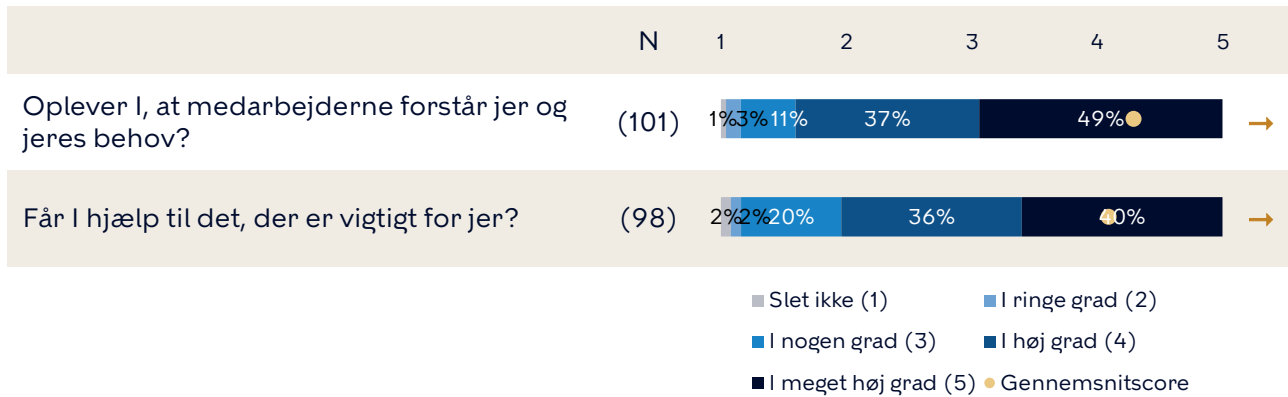 N 1 2 3 4 5
Oplever I, at medarbejderne forstår jer og
jeres behov?
(101) 1% 3% 11% 37% 49% →
Får I hjælp til det, der er vigtigt for jer? (98) 2% 2% 20% 36% 40% →
Slet ikke (1) I ringe grad (2)
I nogen grad (3) I høj grad (4)
I meget høj grad (5) Gennemsnitscore